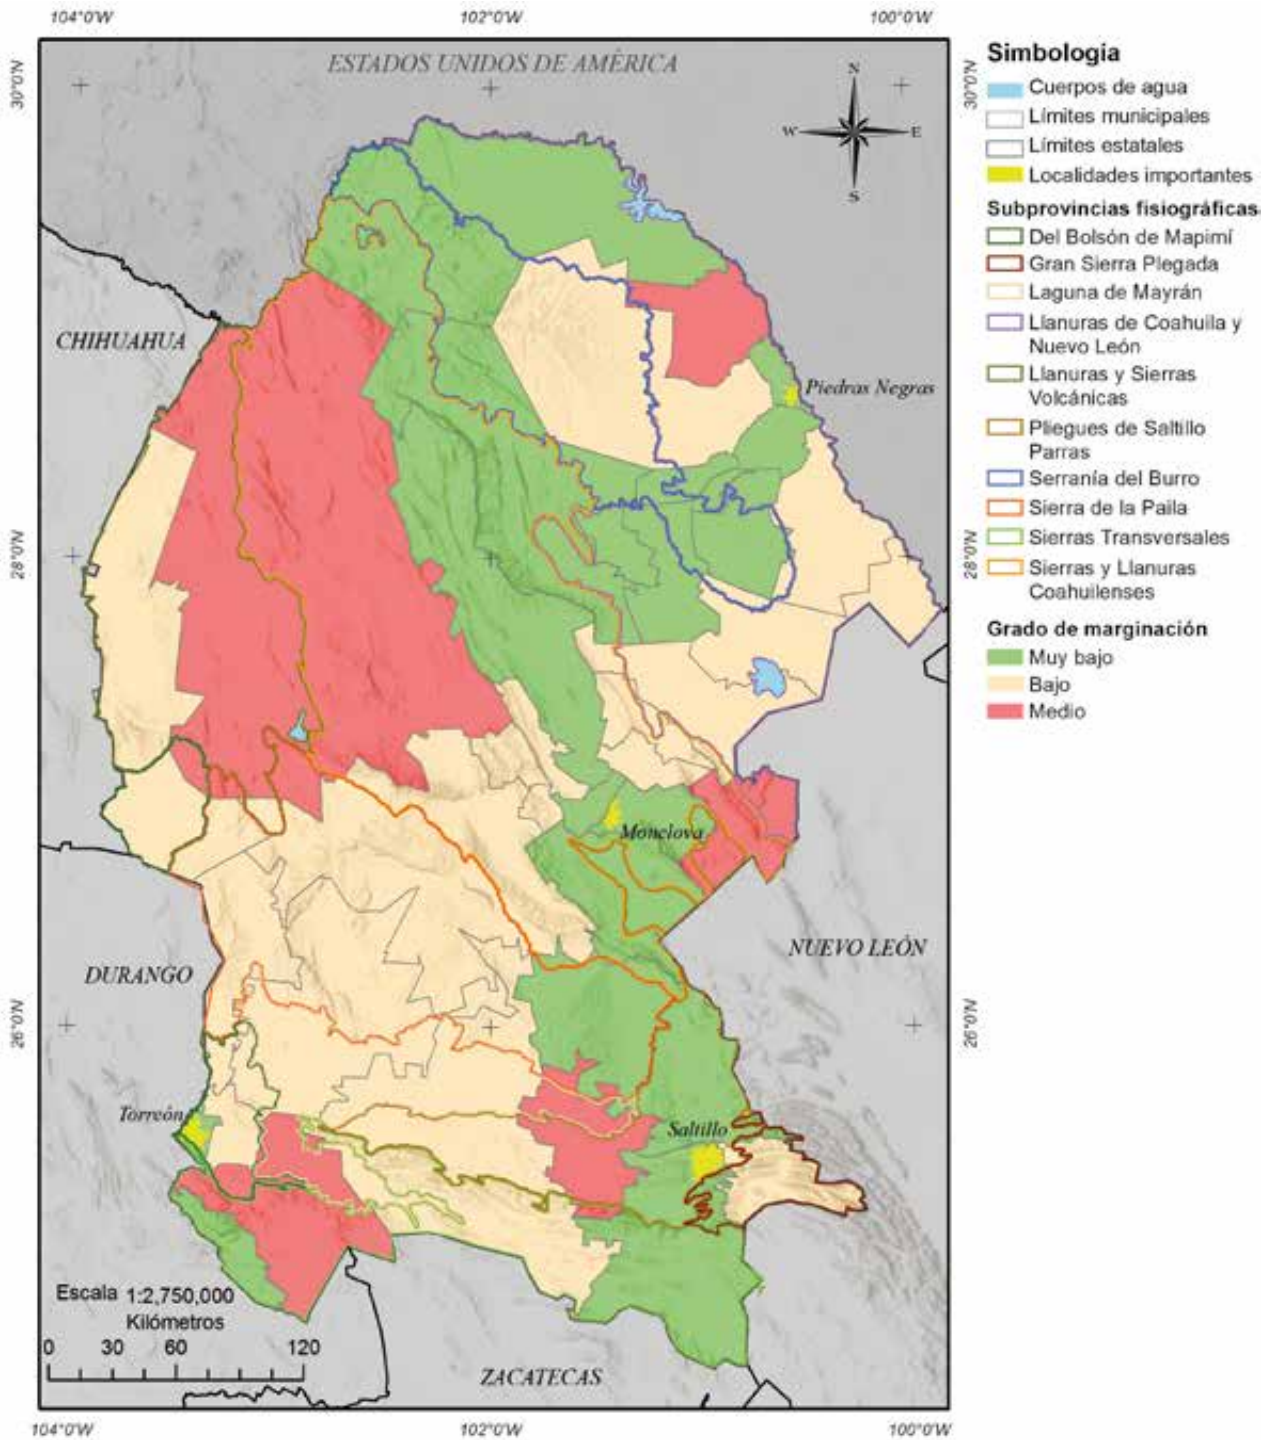 104°0'W 102°0'W 100°0'W
30°0'N
28°0'N
26°0'N
30°0'N
28°0'N
26°0'N
ESTADOS UNIDOS DE AMÉRICA
N
W E
S
CHIHUAHUA
Piedras Negras
Monclova
NUEVO LEÓN
DURANGO
Torreón
Saltillo
Escala 1:2,750,000
Kilómetros
0 30 60 120
ZACATECAS
104°0'W 102°0'W 100°0'W
Simbología
Cuerpos de agua
Límites municipales
Límites estatales
Localidades importantes
Subprovincias fisiográficas
Del Bolsón de Mapimí
Gran Sierra Plegada
Laguna de Mayrán
Llanuras de Coahuila y
Nuevo León
Llanuras y Sierras
Volcánicas
Pliegues de Saltillo
Parras
Serranía del Burro
Sierra de la Paila
Sierras Transversales
Sierras y Llanuras
Coahuilenses
Grado de marginación
Muy bajo
Bajo
Medio